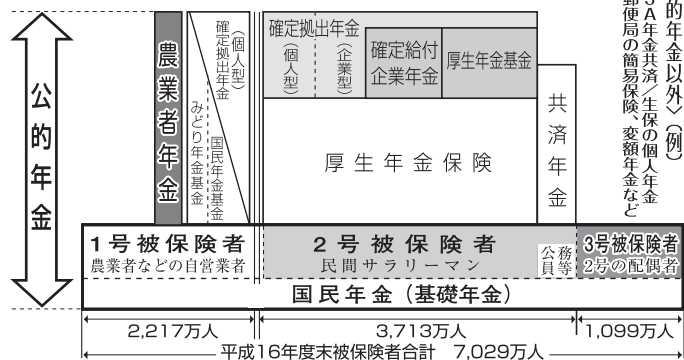 的年金以外〉（例）
SA年金共済／生保の個人年金
郵便局の簡易保険、変額年金など
公的年金
農業者年金
確定拠出年金
（個人型）
みどり年金基金
国民年金基金
確定拠出年金
（個人型）
（企業型）
確定給付
企業年金
厚生年金基金
厚生年金保険
共済年金
1号被保険者
農業者などの自営業者
2号被保険者
民間サラリーマン
公務
員等
3号被保険者
2号の配偶者
国民年金（基礎年金）
2,217万人
3,713万人
1,099万人
平成16年度末被保険者合計 7,029万人